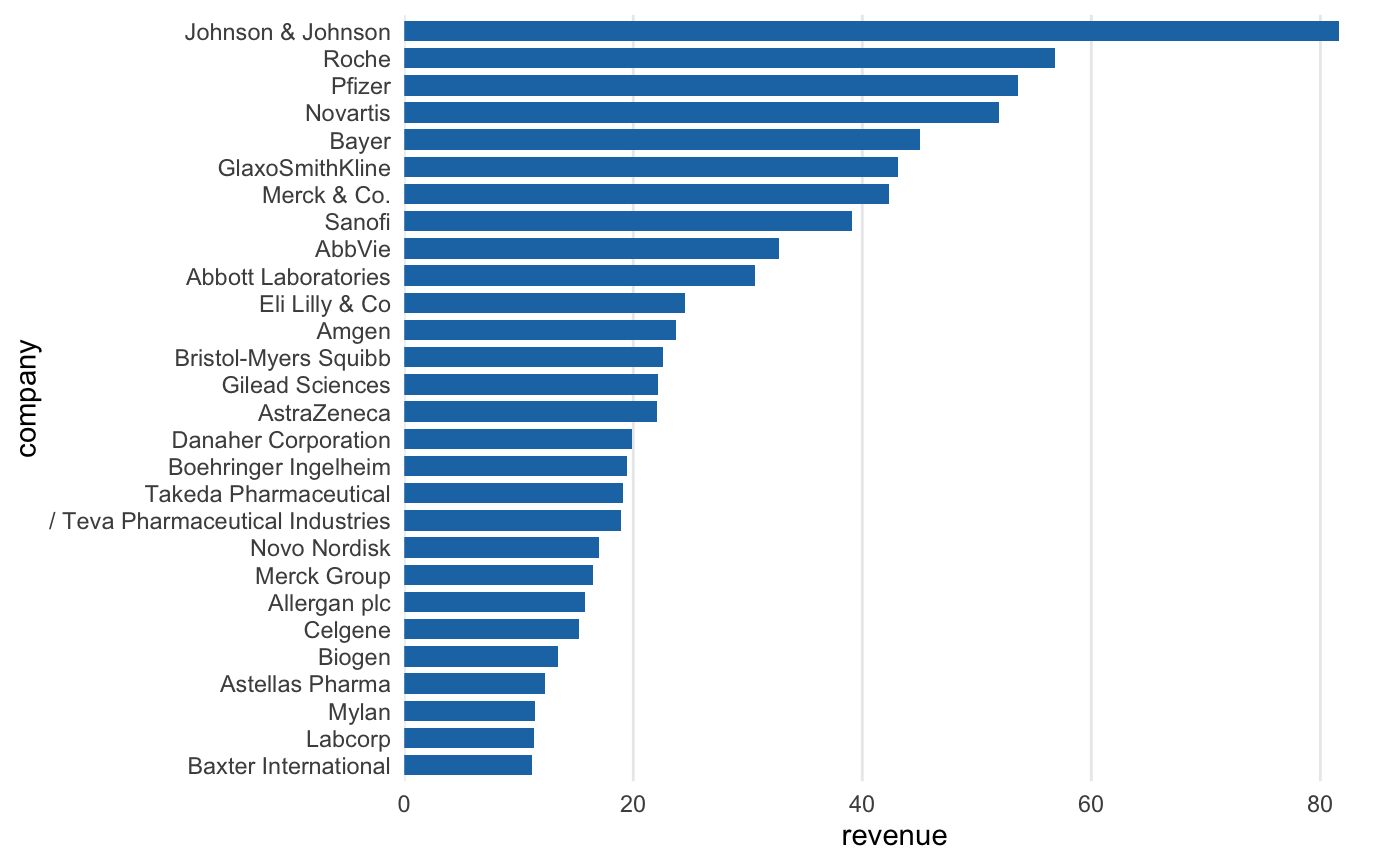 Johnson & Johnson
Roche
Pfizer
Novartis
Bayer
GlaxoSmithKline
Merck & Co.
Sanofi
AbbVie
Abbott Laboratories
Eli Lilly & Co
Amgen
Bristol-Myers Squibb
Gilead Sciences
AstraZeneca
Danaher Corporation
Boehringer Ingelheim
Takeda Pharmaceutical
/ Teva Pharmaceutical Industries
Novo Nordisk
Merck Group
Allergan plc
Celgene
Biogen
Astellas Pharma
Mylan
Labcorp
Baxter International
company
0 20 40 60 80
revenue